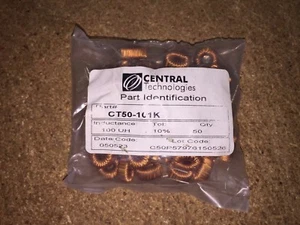 CENTRAL
Technologies
Part Identification
Part#
CT50-101K
Inductance: Tol: Qty:
100 UH 10% 50
Date Code: Lot Code:
050523